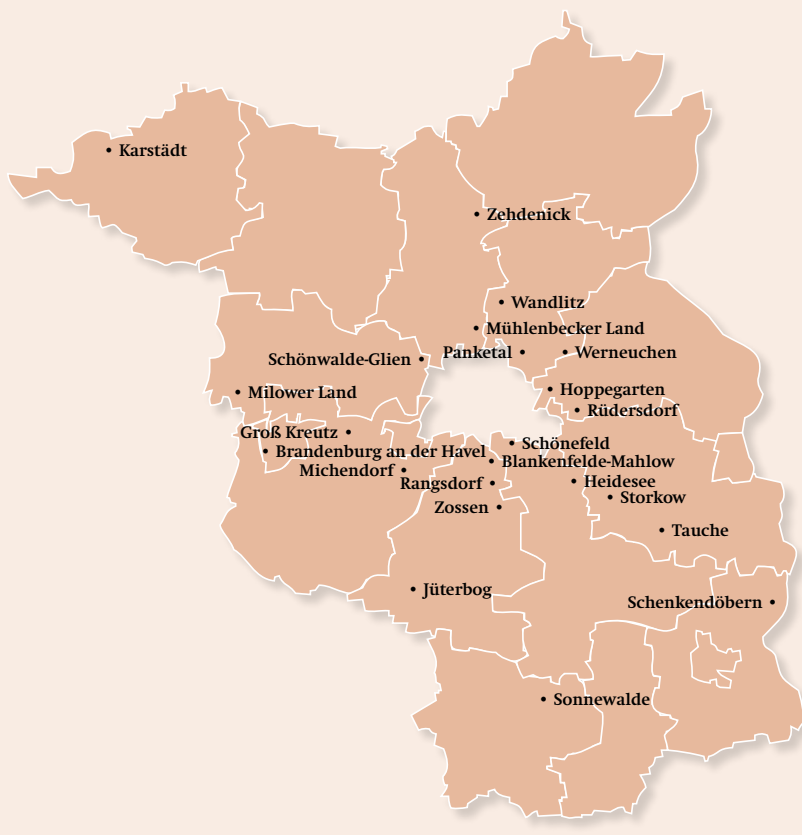 Karstädt
Zehdenick
Wandlitz
Mühlenbecker Land
Panketal
Werneuchen
Schönwalde-Glien
Milower Land
Hoppegarten
Rüdersdorf
Groß Kreutz
Schönefeld
Brandenburg an der Havel
Blankenfelde-Mahlow
Michendorf
Rangsdorf
Heidesee
Storkow
Zossen
Tauche
Jüterbog
Schenkendöbern
Sonnewalde